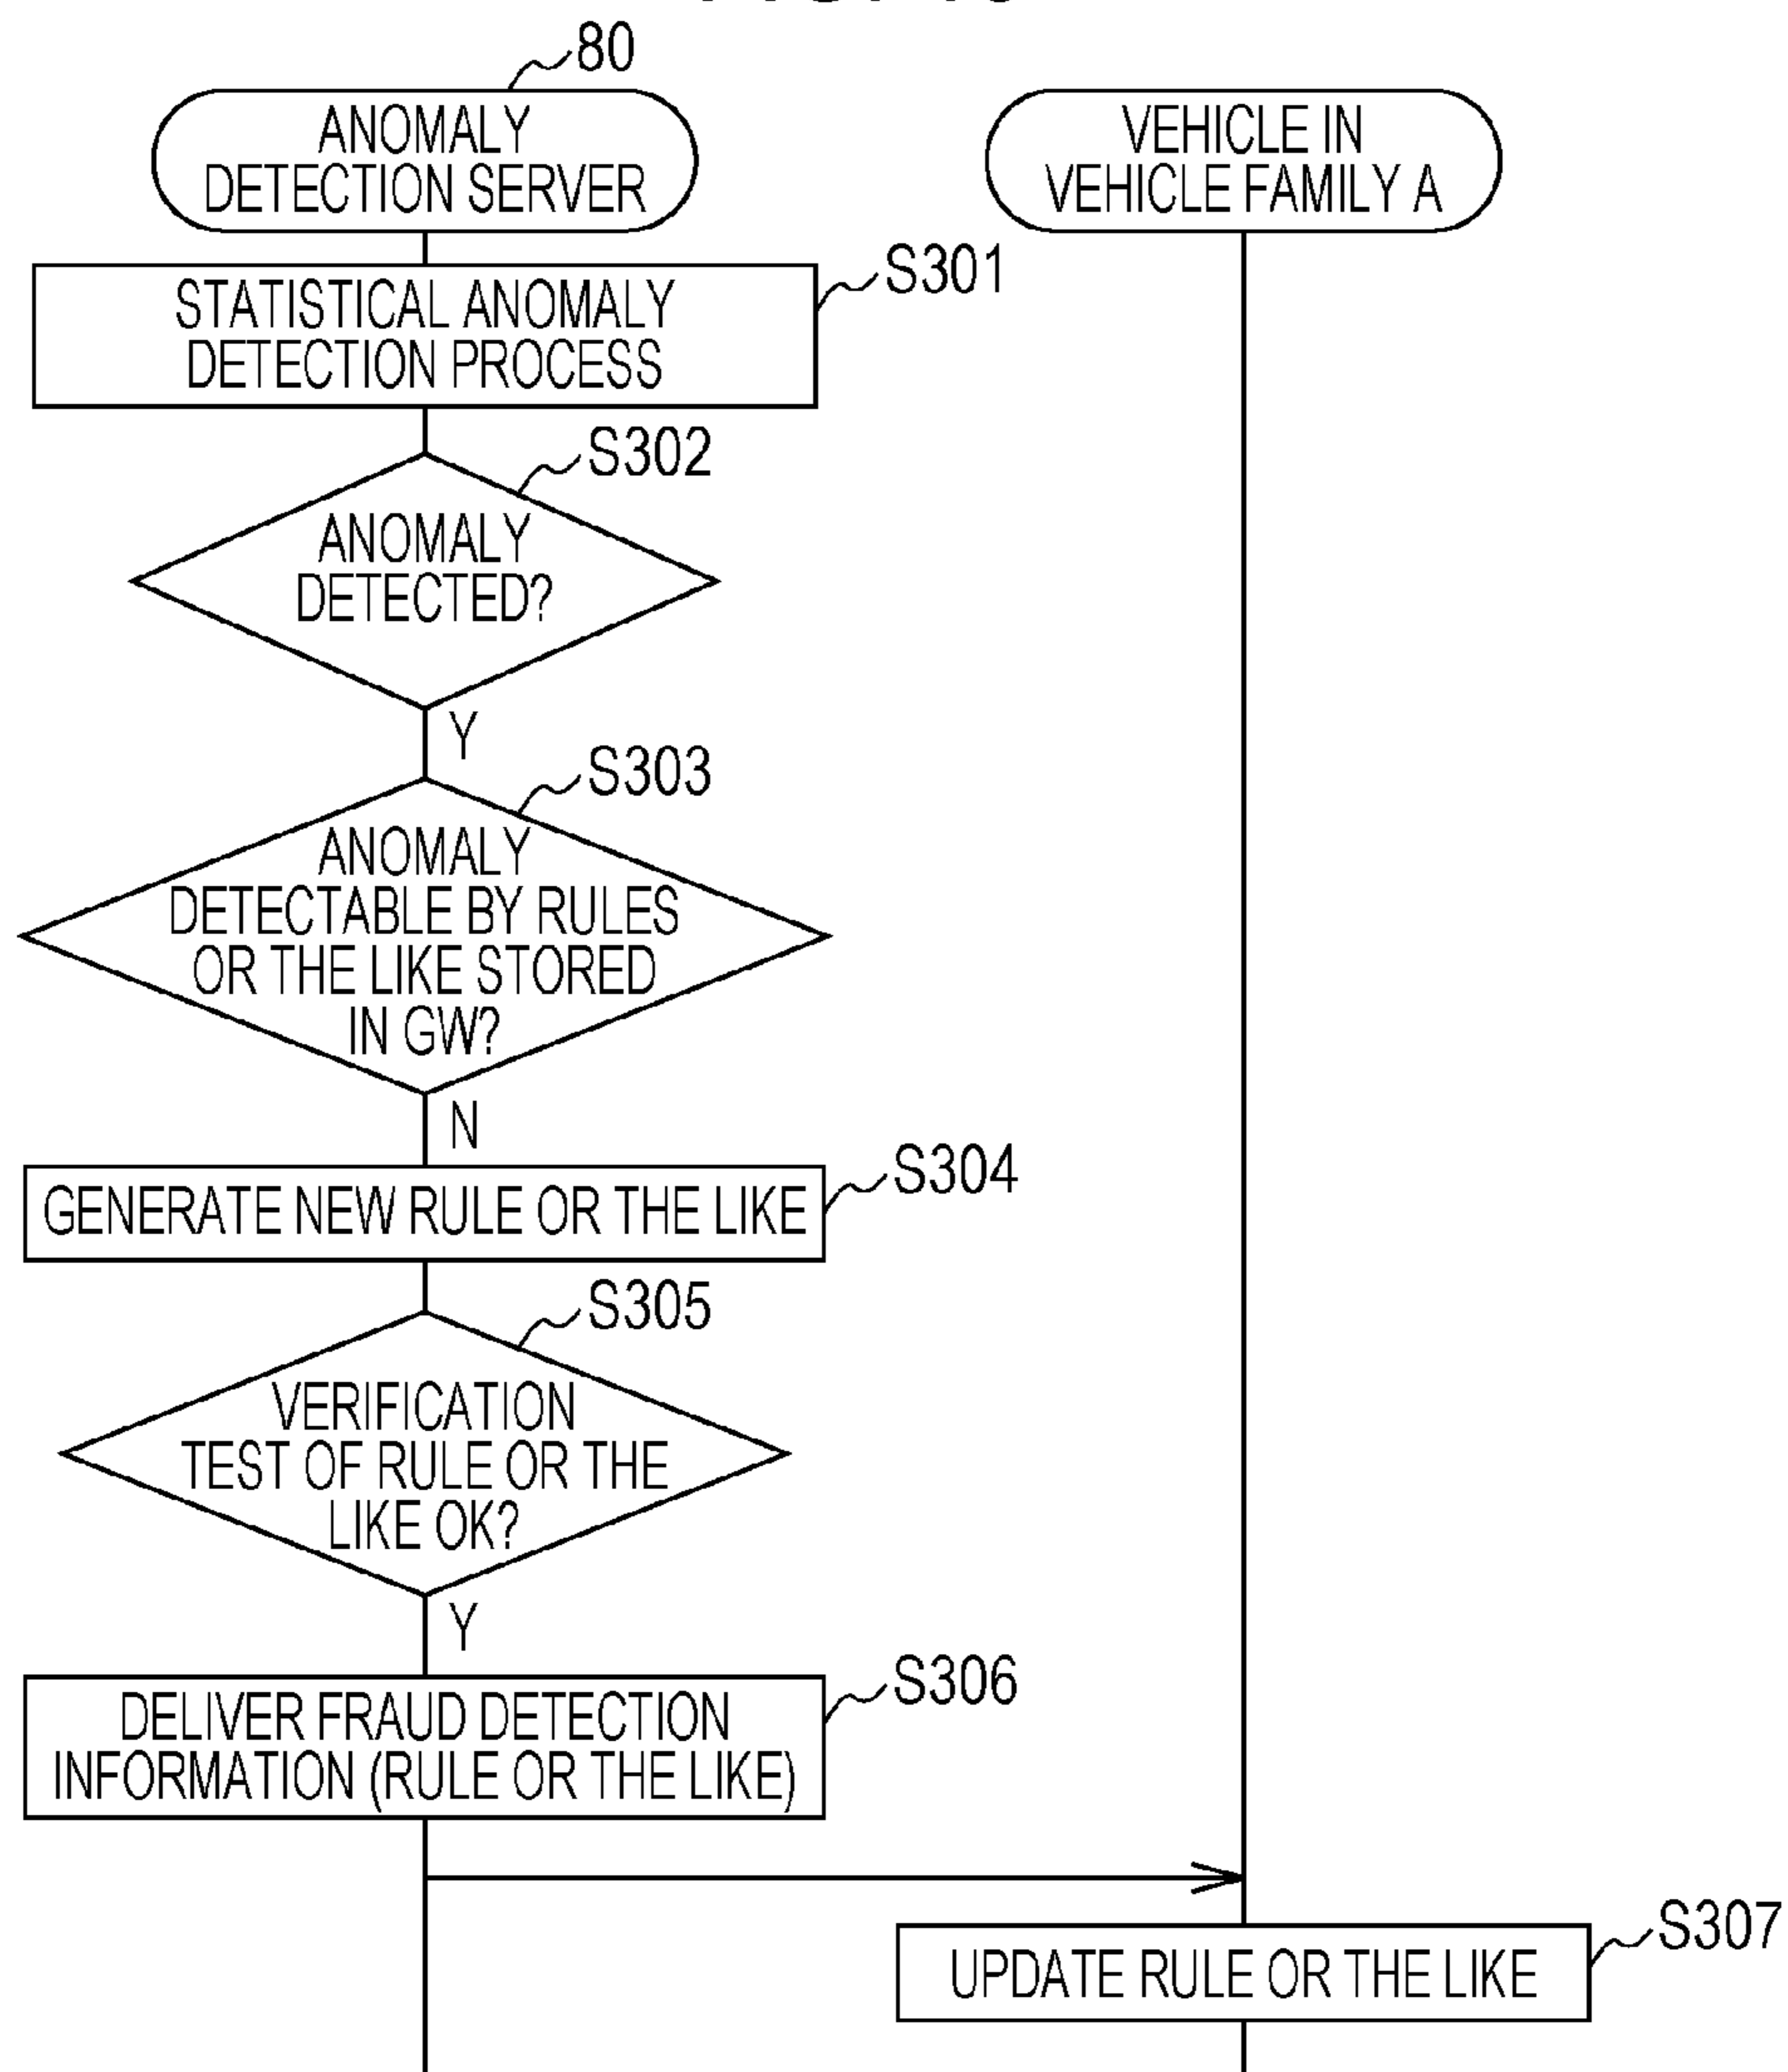 80
ANOMALY
DETECTION SERVER
VEHICLE IN
VEHICLE FAMILY A
S301
STATISTICAL ANOMALY
DETECTION PROCESS
S302
ANOMALY
DETECTED?
Y
S303
ANOMALY
DETECTABLE BY RULES
OR THE LIKE STORED
IN GW?
N
S304
GENERATE NEW RULE OR THE LIKE
S305
VERIFICATION
TEST OF RULE OR THE
LIKE OK?
Y
S306
DELIVER FRAUD DETECTION
INFORMATION (RULE OR THE LIKE)
S307
UPDATE RULE OR THE LIKE